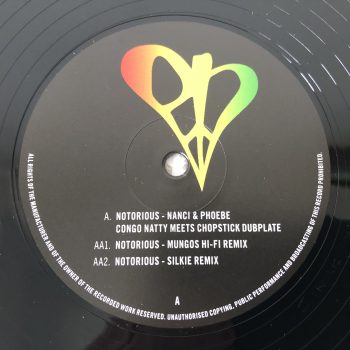 A. NOTORIOUS - NANCI & PHOEBE
CONGO NATTY MEETS CHOPSTICK DUBPLATE
AA1. NOTORIOUS - MUNGOS HI-FI REMIX
AA2. NOTORIOUS - SILKIE REMIX
A
ALL RIGHTS OF THE MANUFACTURER AND OF THE OWNER OF THE RECORDED WORK RESERVED. UNAUTHORISED COPYING, PUBLIC PERFORMANCE AND BROADCASTING OF THIS RECORD PROHIBITED.